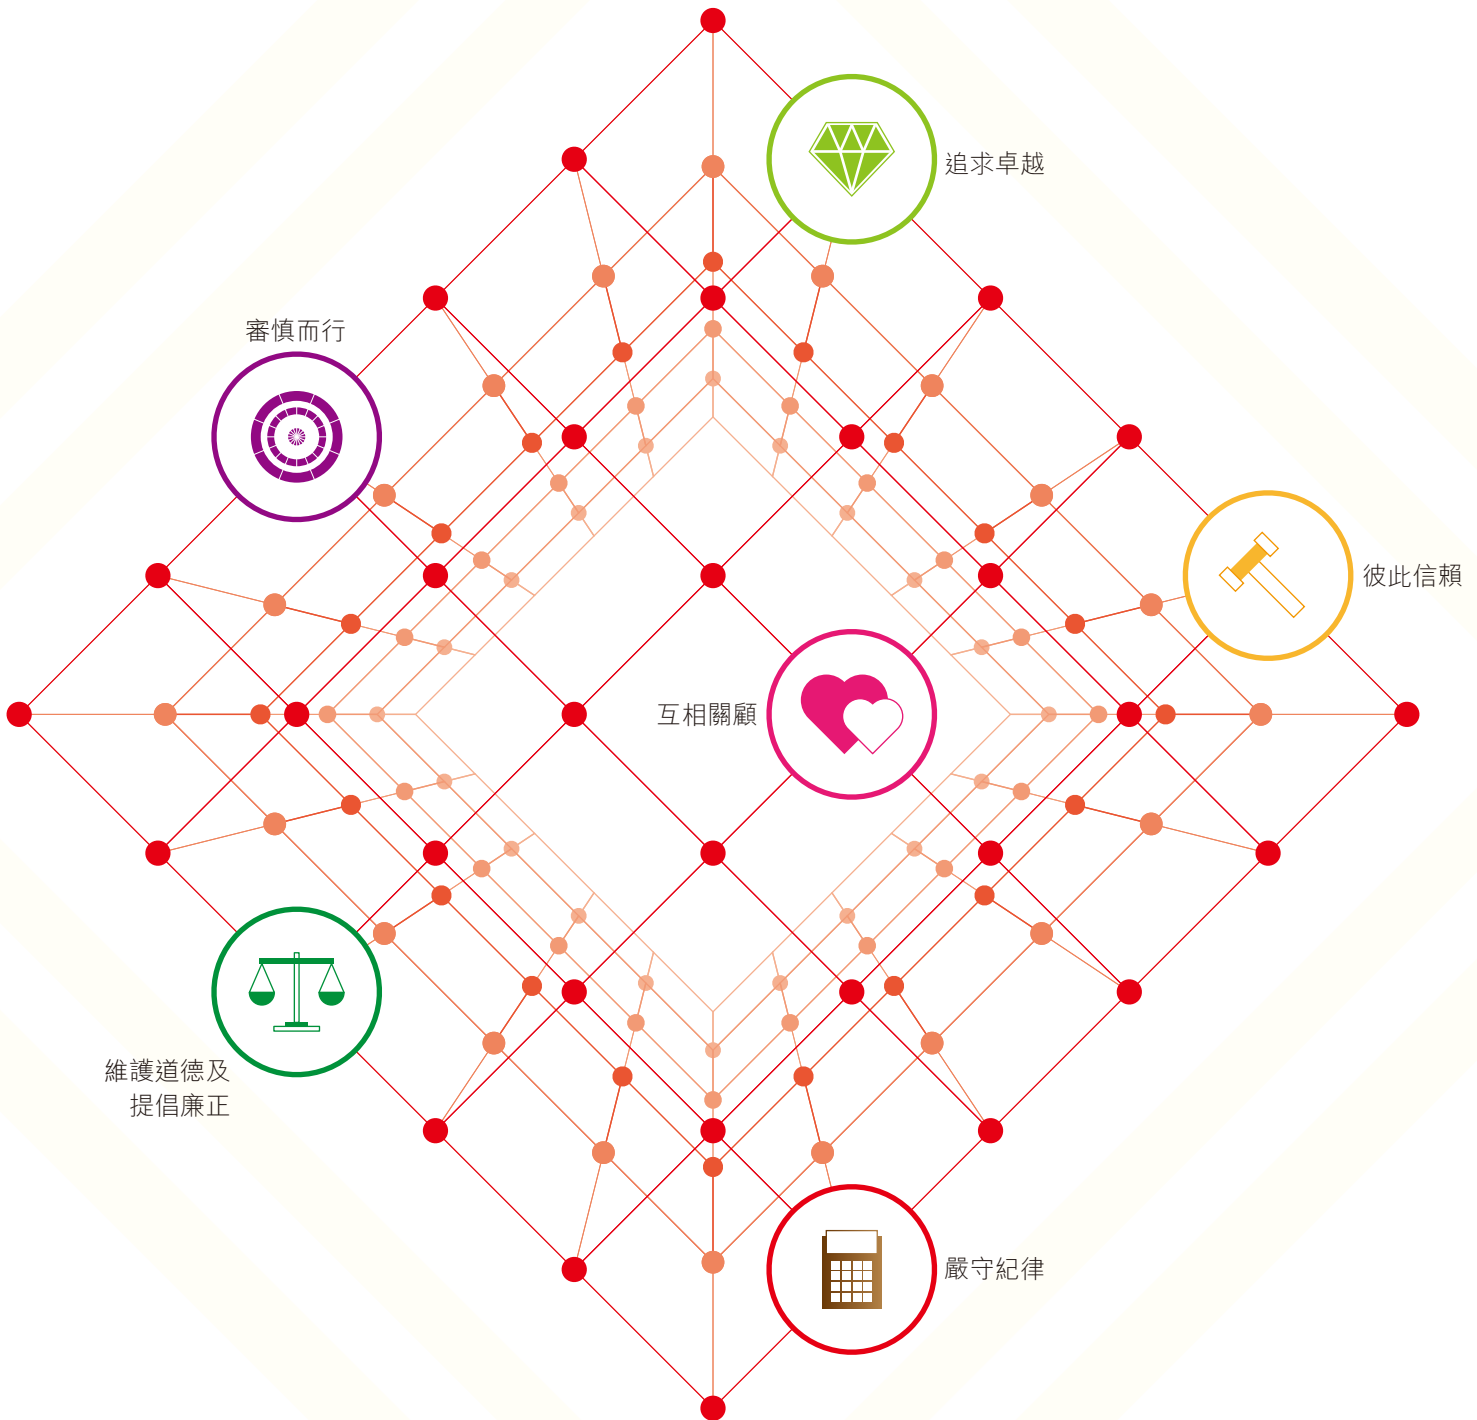 追求卓越
審慎而行
彼此信賴
互相關顧
維護道德及
提倡廉正
嚴守紀律